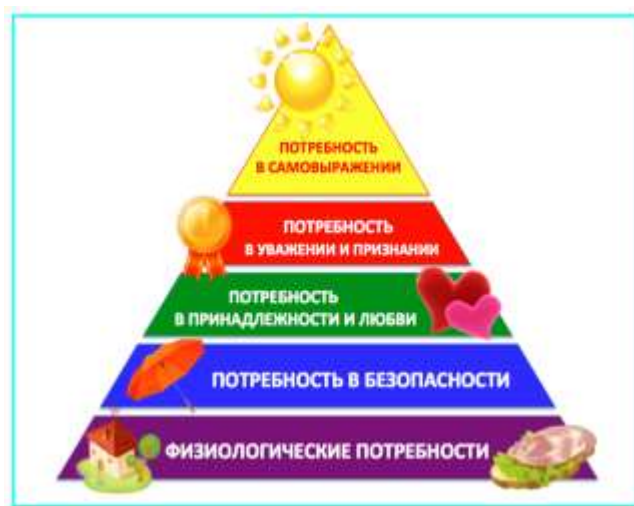 ПОТРЕБНОСТЬ
В САМОВЫРАЖЕНИИ
ПОТРЕБНОСТЬ
В УВАЖЕНИИ И ПРИЗНАНИИ
ПОТРЕБНОСТЬ
В ПРИНАДЛЕЖНОСТИ И ЛЮБВИ
ПОТРЕБНОСТЬ В БЕЗОПАСНОСТИ
ФИЗИОЛОГИЧЕСКИЕ ПОТРЕБНОСТИ